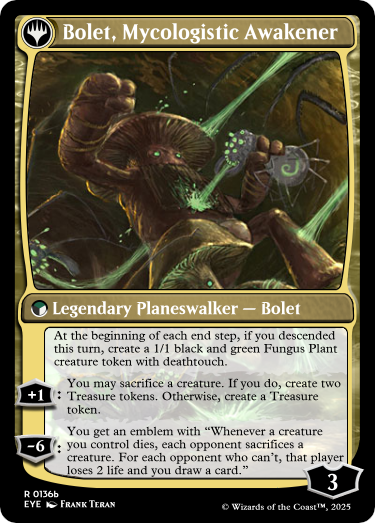 Bolet, Mycologistic Awakener
Legendary Planeswalker — Bolet
At the beginning of each end step, if you descended
this turn, create a 1/1 black and green Fungus Plant
creature token with deathtouch.
+1: You may sacrifice a creature. If you do, create two
Treasure tokens. Otherwise, create a Treasure
token.
-6: You get an emblem with “Whenever a creature
you control dies, each opponent sacrifices a
creature. For each opponent who can’t, that player
loses 2 life and you draw a card.”
3
R 0136b
EYE FRANK TERAN
© Wizards of the Coast™, 2025